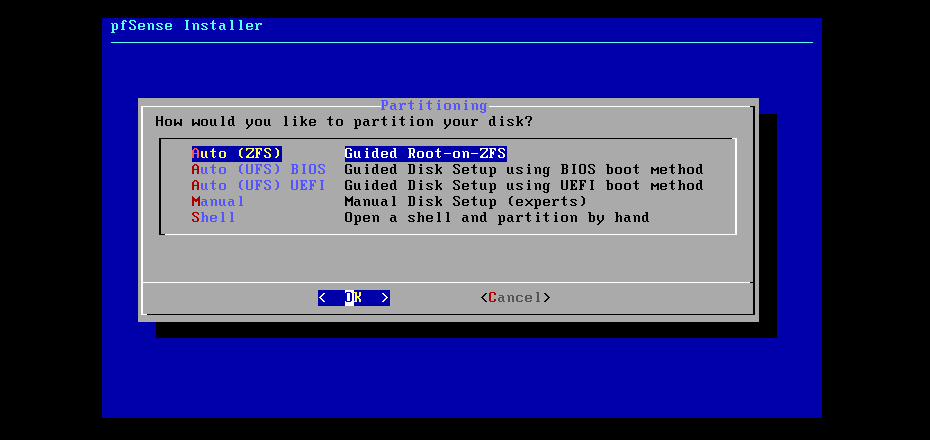 pfSense Installer
Partitioning
How would you like to partition your disk?
Auto (ZFS) Guided Root-on-ZFS
Auto (UFS) BIOS Guided Disk Setup using BIOS boot method
Auto (UFS) UEFI Guided Disk Setup using UEFI boot method
Manual Manual Disk Setup (experts)
Shell Open a shell and partition by hand
< OK > <Cancel>